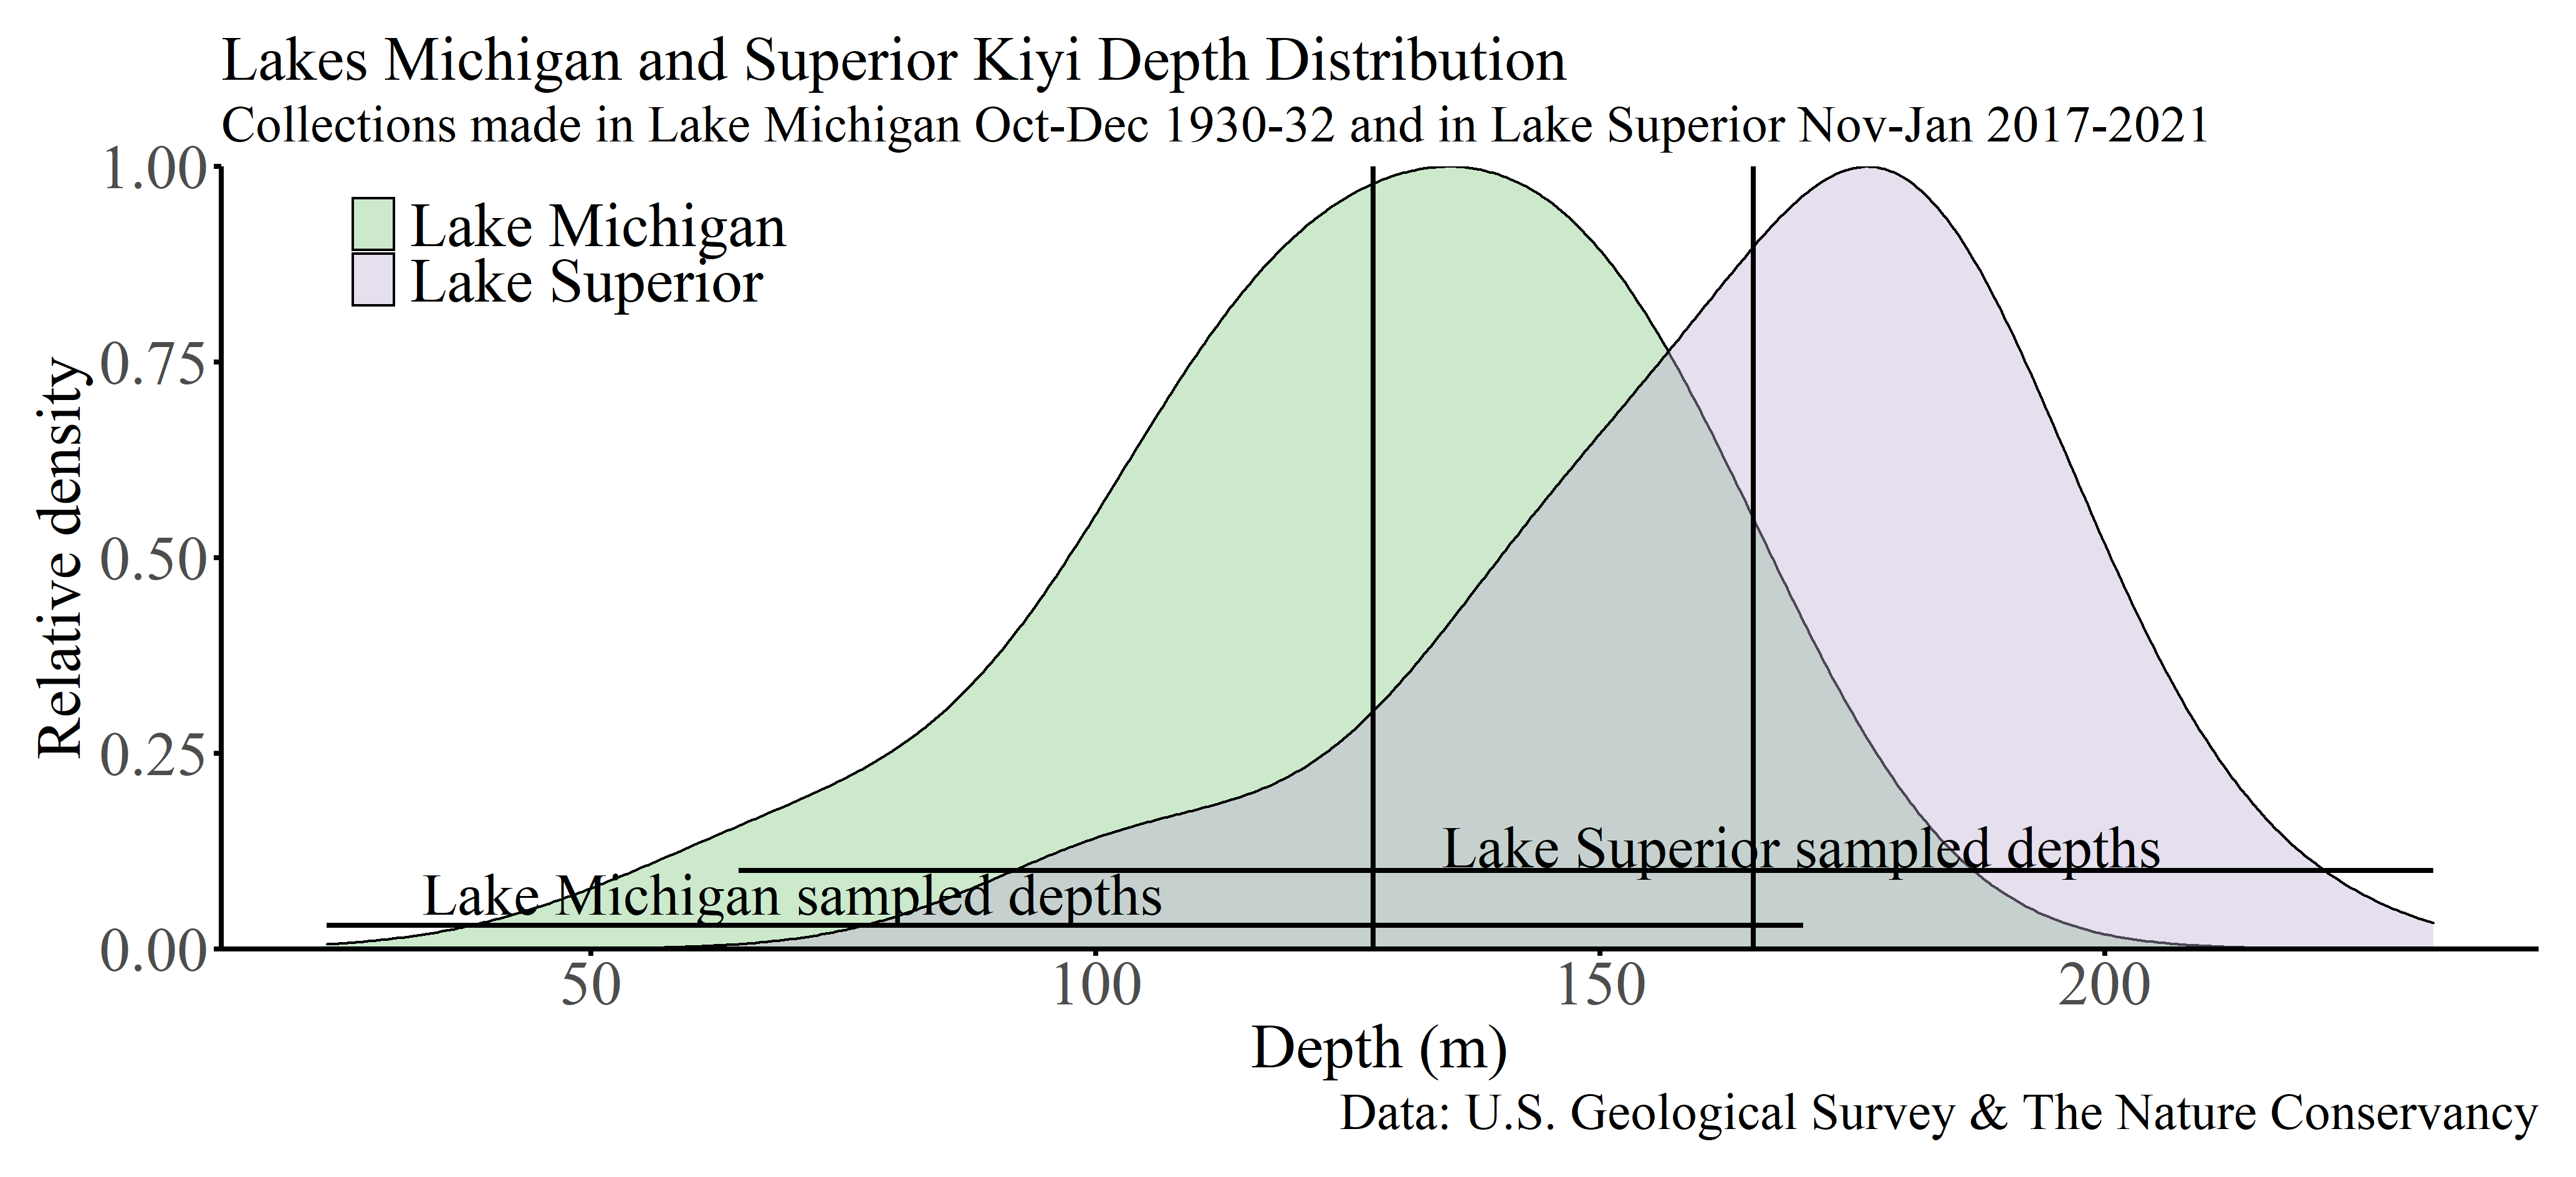 Lakes Michigan and Superior Kiyi Depth Distribution
Collections made in Lake Michigan Oct-Dec 1930-32 and in Lake Superior Nov-Jan 2017-2021
1.00
0.75
0.50
0.25
0.00
Relative density
Lake Michigan
Lake Superior
Lake Superior sampled depths
Lake Michigan sampled depths
50 100 150 200
Depth (m)
Data: U.S. Geological Survey & The Nature Conservancy